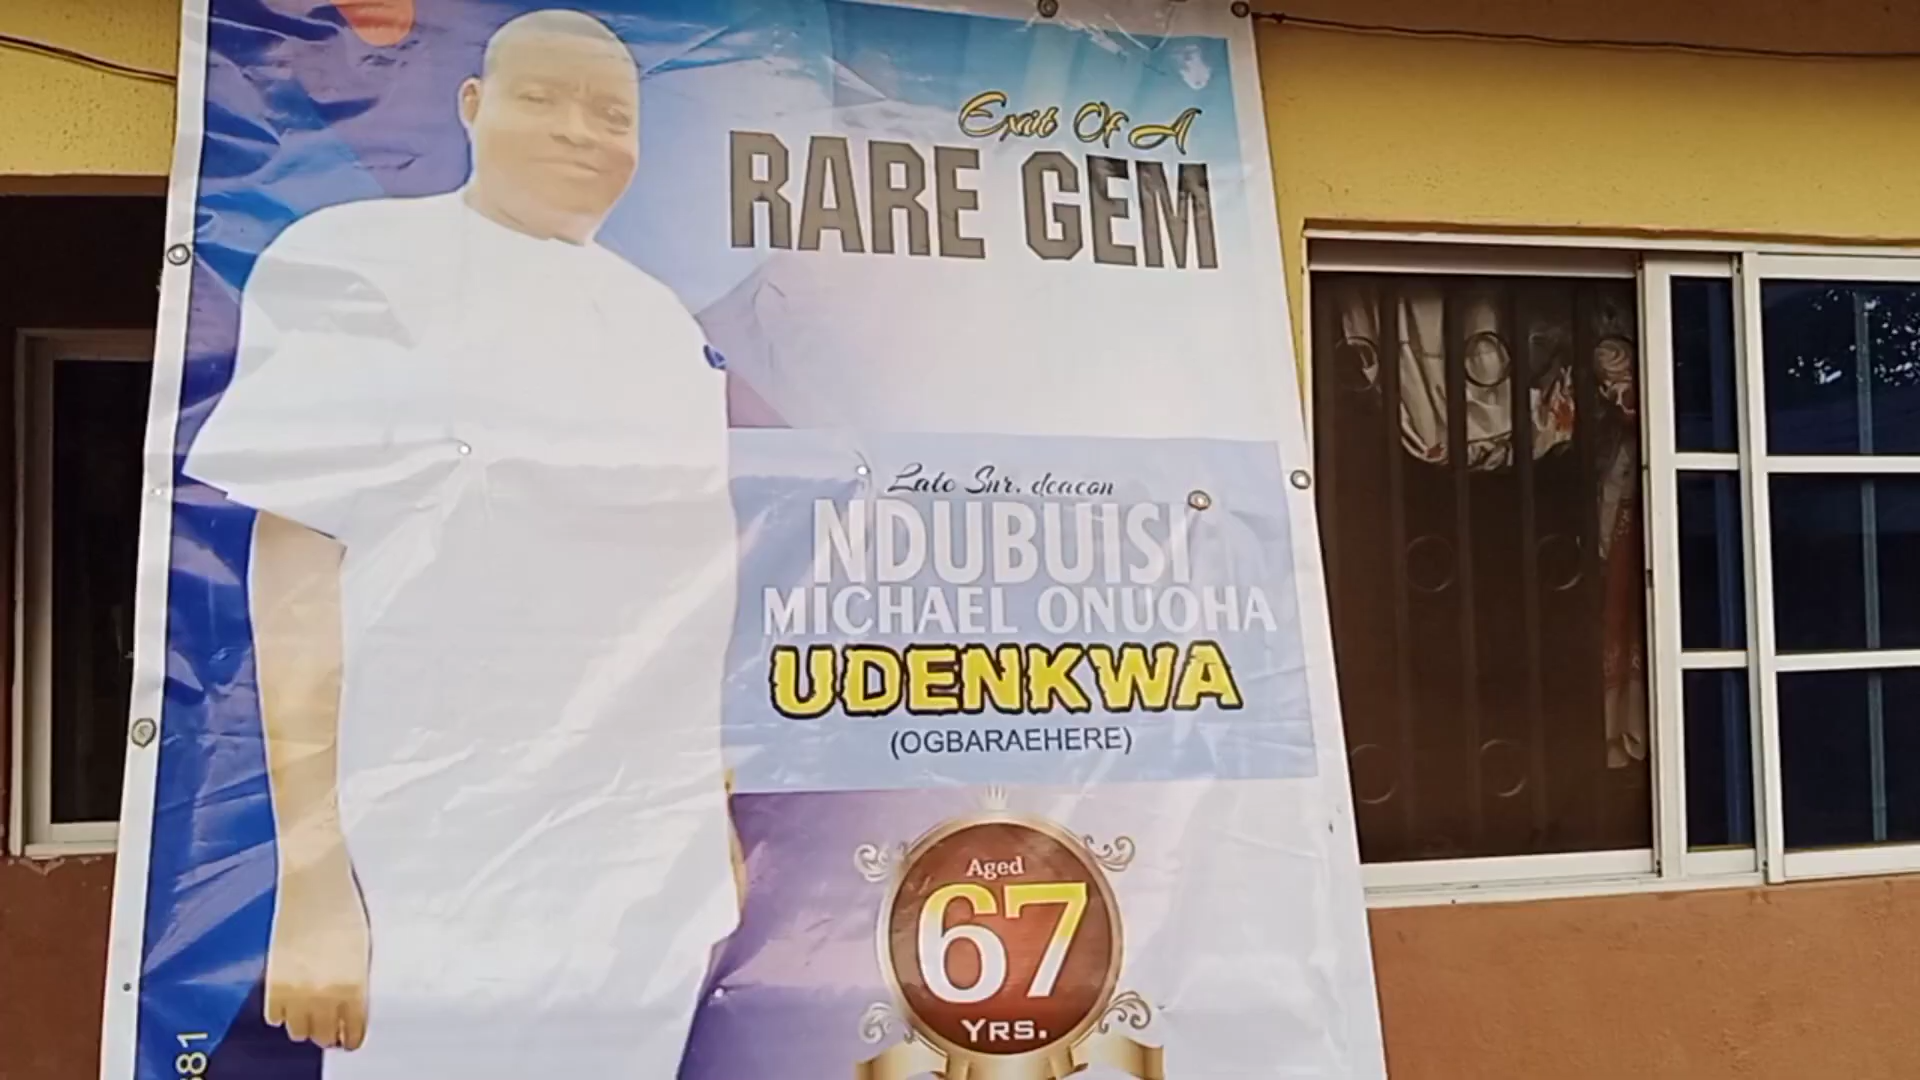 Exit Of A
RARE GEM
Late Snr. deacon
NDUBUISI
MICHAEL ONUOHA
UDENKWA
(OGBARAEHERE)
Aged
67
YRS.